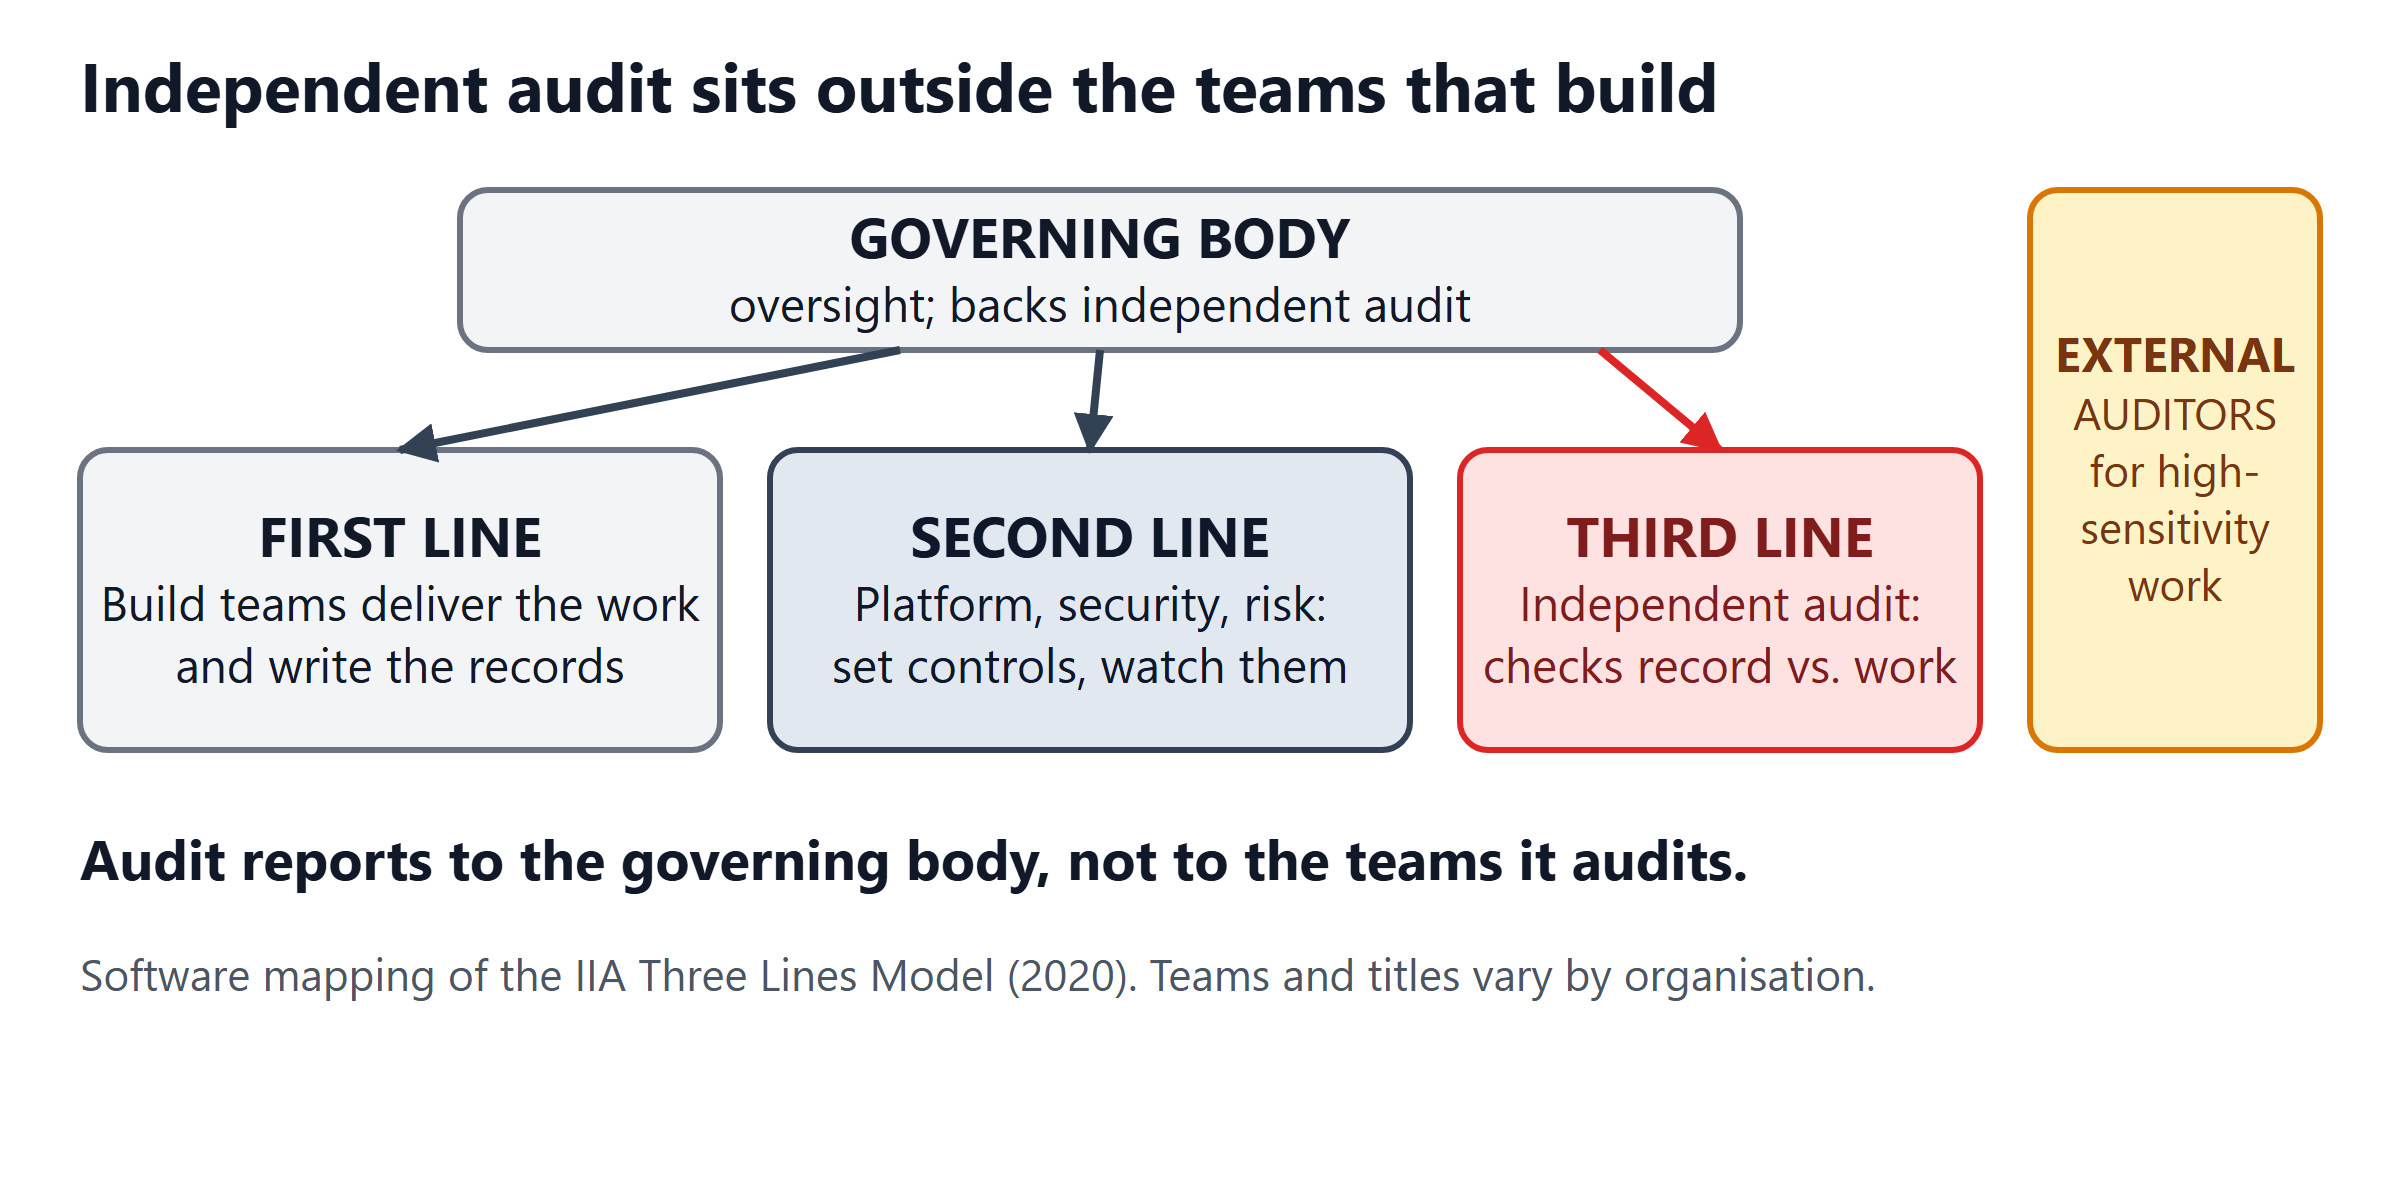 Independent audit sits outside the teams that build
GOVERNING BODY
oversight; backs independent audit
FIRST LINE
Build teams deliver the work
and write the records
SECOND LINE
Platform, security, risk:
set controls, watch them
THIRD LINE
Independent audit:
checks record vs. work
EXTERNAL
AUDITORS
for high-
sensitivity
work
Audit reports to the governing body, not to the teams it audits.
Software mapping of the IIA Three Lines Model (2020). Teams and titles vary by organisation.